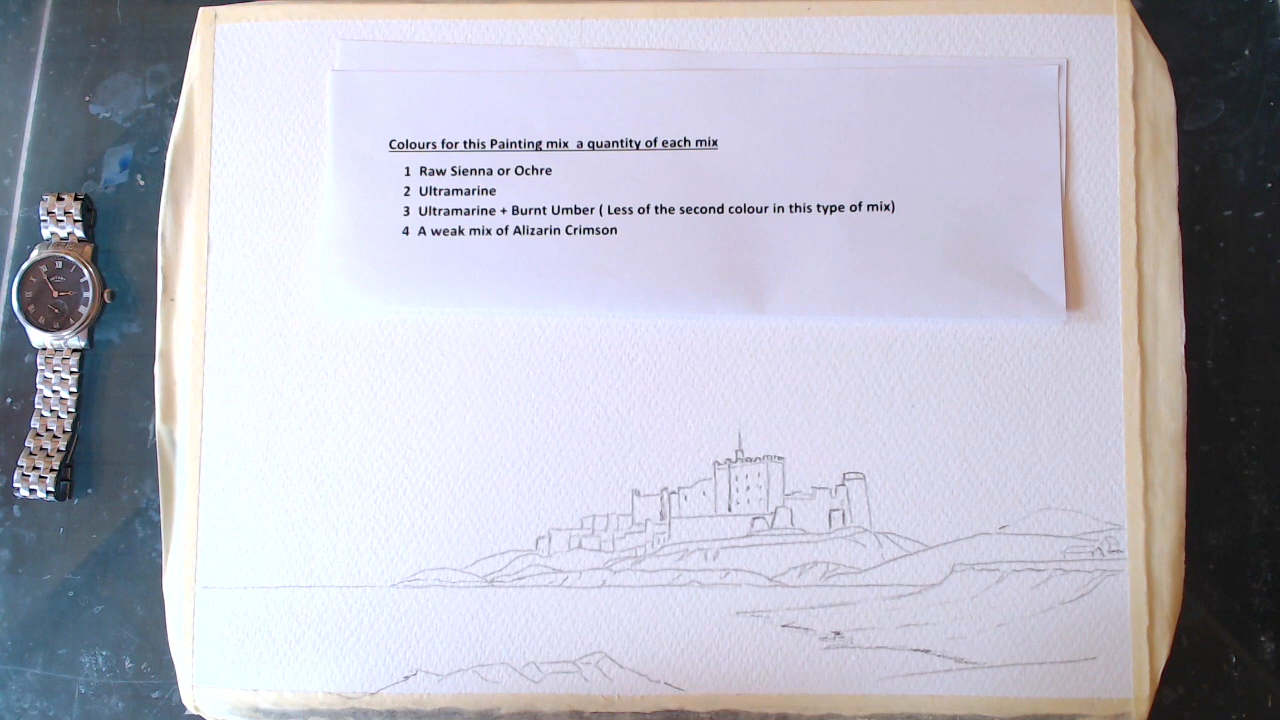 Colours for this Painting mix a quantity of each mix
1 Raw Sienna or Ochre
2 Ultramarine
3 Ultramarine + Burnt Umber ( Less of the second colour in this type of mix)
4 A weak mix of Alizarin Crimson